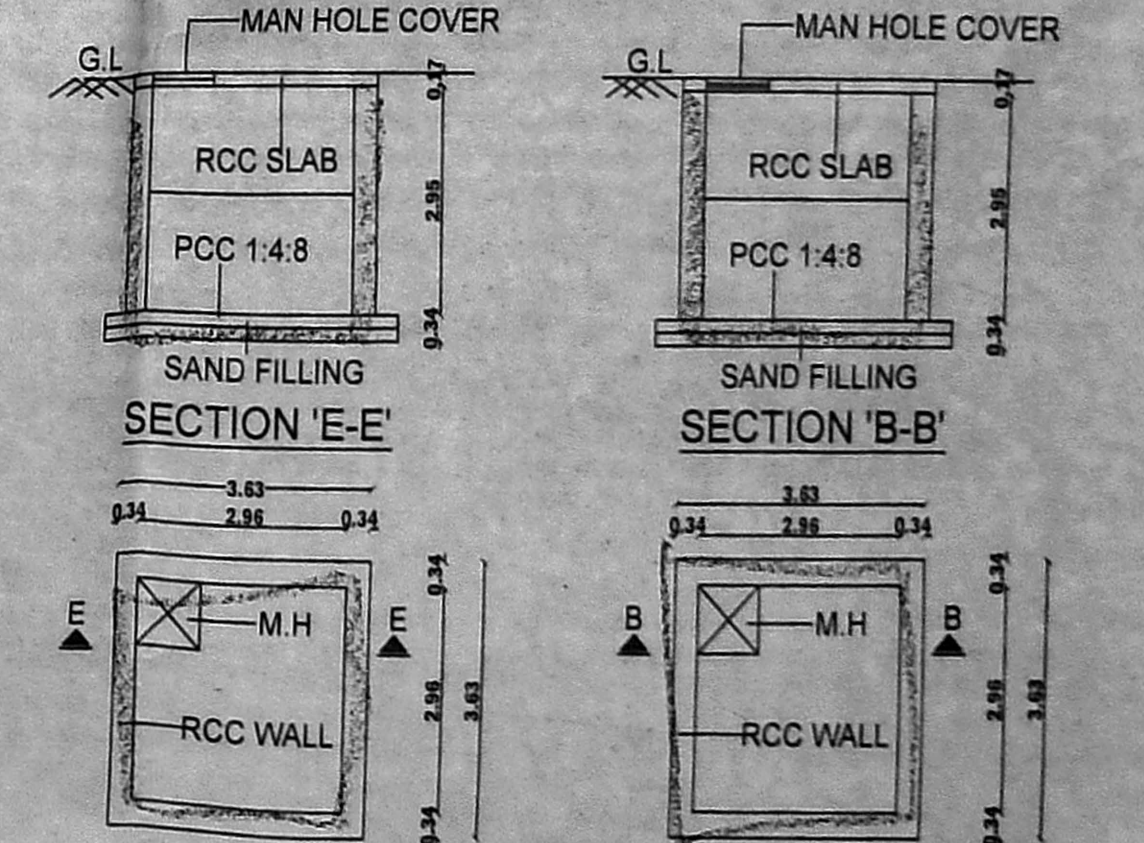 MAN HOLE COVER
G.L
0.17
RCC SLAB
2.95
PCC 1:4:8
0.34
SAND FILLING
SECTION 'E-E'
3.63
0.34 2.96 0.34
0.34
E
M.H
E
2.96
3.63
RCC WALL
0.34
MAN HOLE COVER
G.L
0.17
RCC SLAB
2.95
PCC 1:4:8
0.34
SAND FILLING
SECTION 'B-B'
3.63
0.34 2.96 0.34
0.34
B
M.H
B
2.96
3.63
RCC WALL
0.34